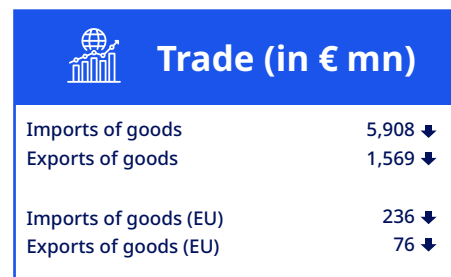 Trade (in € mn)
Imports of goods 5,908
Exports of goods 1,569
Imports of goods (EU) 236
Exports of goods (EU) 76